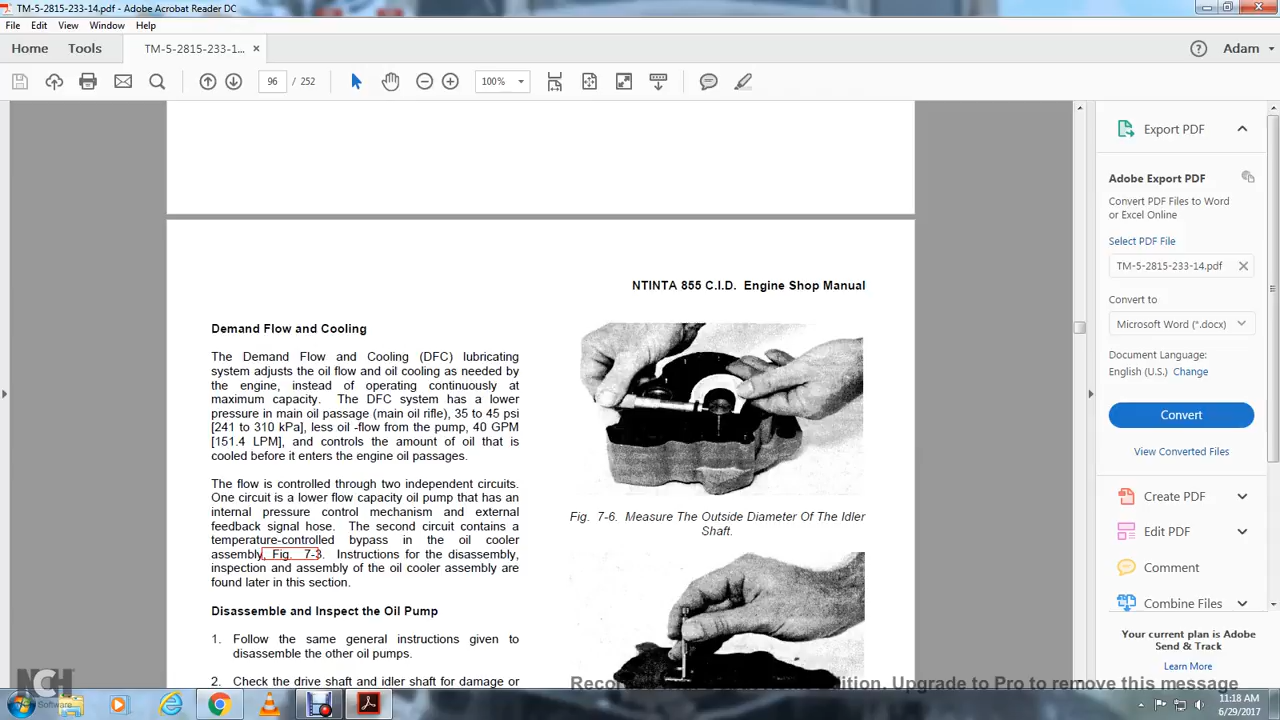 TM-5-2815-233-14.pdf - Adobe Acrobat Reader DC
File Edit View Window Help
Home Tools TM-5-2815-233-1... × Adam
96 / 252 100%
Export PDF
Adobe Export PDF
Convert PDF Files to Word
or Excel Online
Select PDF File
TM-5-2815-233-14.pdf
Convert to
Microsoft Word (*.docx)
Document Language:
English (U.S.) Change
Convert
View Converted Files
Create PDF
Edit PDF
Comment
Combine Files
Your current plan is Adobe
Send & Track
Learn More
NTINTA 855 C.I.D. Engine Shop Manual
Demand Flow and Cooling
The Demand Flow and Cooling (DFC) lubricating
system adjusts the oil flow and oil cooling as needed by
the engine, instead of operating continuously at
maximum capacity. The DFC system has a lower
pressure in main oil passage (main oil rifle), 35 to 45 psi
[241 to 310 kPa], less oil -flow from the pump, 40 GPM
[151.4 LPM], and controls the amount of oil that is
cooled before it enters the engine oil passages.
The flow is controlled through two independent circuits.
One circuit is a lower flow capacity oil pump that has an
internal pressure control mechanism and external
feedback signal hose. The second circuit contains a
temperature-controlled bypass in the oil cooler
assembly, Fig. 7-3. Instructions for the disassembly,
inspection and assembly of the oil cooler assembly are
found later in this section.
Disassemble and Inspect the Oil Pump
1. Follow the same general instructions given to
disassemble the other oil pumps.
2. Check the drive shaft and idler shaft for damage or
Fig. 7-6. Measure The Outside Diameter Of The Idler
Shaft.
NCH
Software
Upgrade to Pro to remove this message
11:18 AM
6/29/2017